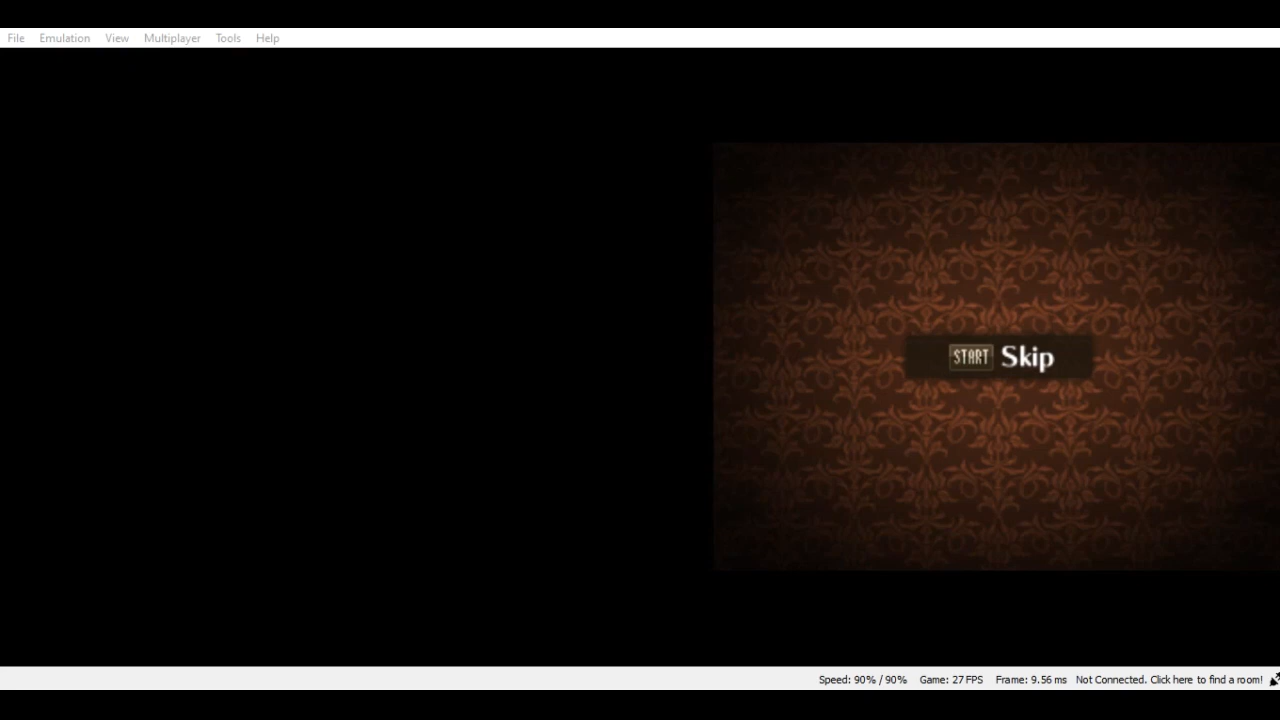 File Emulation View Multiplayer Tools Help
START Skip
Speed: 90% / 90% Game: 27 FPS Frame: 9.56 ms Not Connected. Click here to find a room!